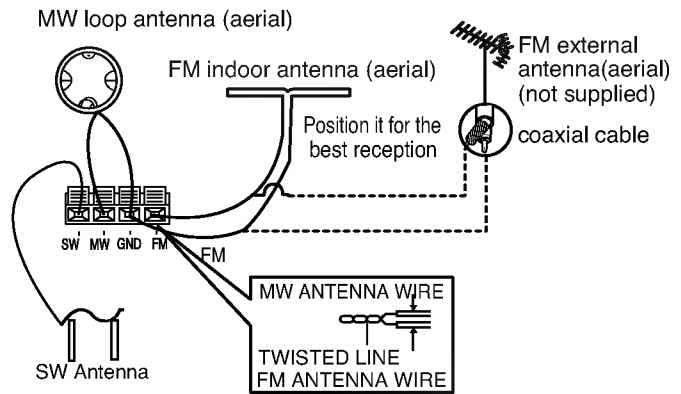 MW loop antenna (aerial)
FM indoor antenna (aerial)
FM external
antenna(aerial)
(not supplied)
Position it for the
best reception
coaxial cable
SW MW GND FM
FM
MW ANTENNA WIRE
TWISTED LINE
FM ANTENNA WIRE
SW Antenna